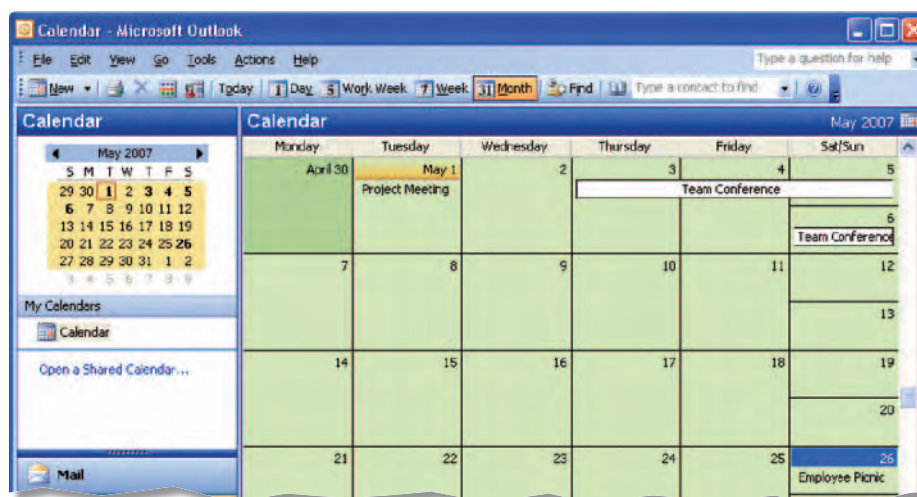 Calendar - Microsoft Outlook
File Edit View Go Tools Actions Help Type a question for help
New Today 1 Day 5 Work Week 7 Week 31 Month Find Type a contact to find
Calendar
May 2007
S M T W T F S
29 30 1 2 3 4 5
6 7 8 9 10 11 12
13 14 15 16 17 18 19
20 21 22 23 24 25 26
27 28 29 30 31 1 2
3 4 5 6 7 8 9
My Calendars
Calendar
Open a Shared Calendar...
Mail
Calendar May 2007
Monday Tuesday Wednesday Thursday Friday Sat/Sun
April 30 May 1 2 3 4 5
Project Meeting Team Conference
6
Team Conference
7 8 9 10 11 12
13
14 15 16 17 18 19
20
21 22 23 24 25 26
Employee Picnic